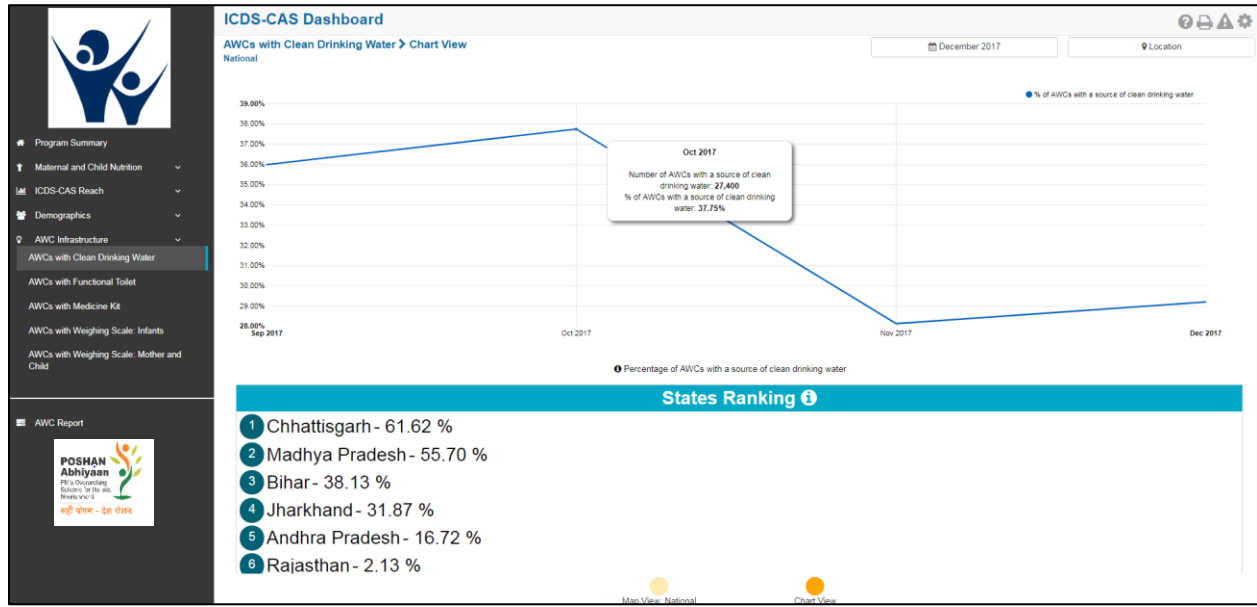 ICDS-CAS Dashboard
AWCs with Clean Drinking Water > Chart View
National
December 2017
Location
Program Summary
Maternal and Child Nutrition
ICDS-CAS Reach
Demographics
AWC Infrastructure
AWCs with Clean Drinking Water
AWCs with Functional Toilet
AWCs with Medicine Kit
AWCs with Weighing Scale: Infants
AWCs with Weighing Scale: Mother and
Child
AWC Report
POSHAN
Abhiyaan
PM's Overarching
सही पोषण - देश रोशन
% of AWCs with a source of clean drinking water
39.00%
38.00%
37.00%
36.00%
35.00%
34.00%
33.00%
32.00%
31.00%
30.00%
29.00%
28.00%
Sep 2017
Oct 2017
Nov 2017
Dec 2017
Oct 2017
Number of AWCs with a source of clean
drinking water: 27,400
% of AWCs with a source of clean drinking
water: 37.75%
Percentage of AWCs with a source of clean drinking water
States Ranking
1 Chhattisgarh - 61.62 %
2 Madhya Pradesh - 55.70 %
3 Bihar - 38.13 %
4 Jharkhand - 31.87 %
5 Andhra Pradesh - 16.72 %
6 Rajasthan - 2.13 %
Map View: National
Chart View